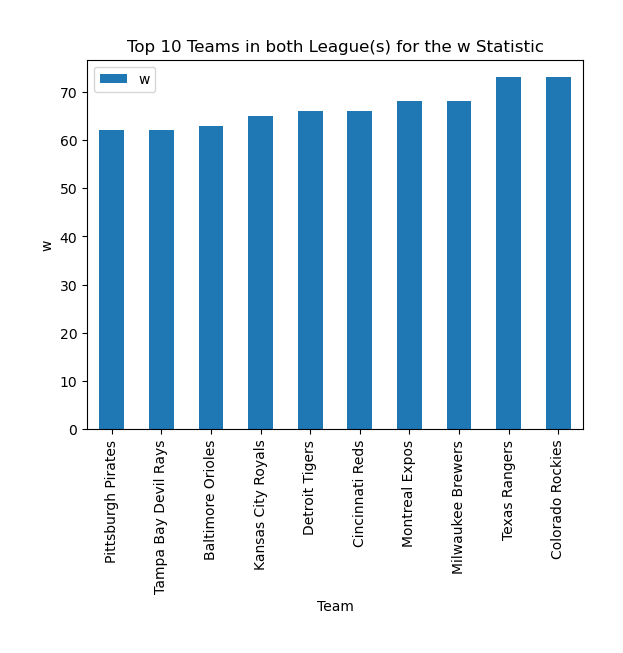 Top 10 Teams in both League(s) for the w Statistic
w
70
60
50
40
30
20
10
0
w
Pittsburgh Pirates
Tampa Bay Devil Rays
Baltimore Orioles
Kansas City Royals
Detroit Tigers
Cincinnati Reds
Montreal Expos
Milwaukee Brewers
Texas Rangers
Colorado Rockies
Team